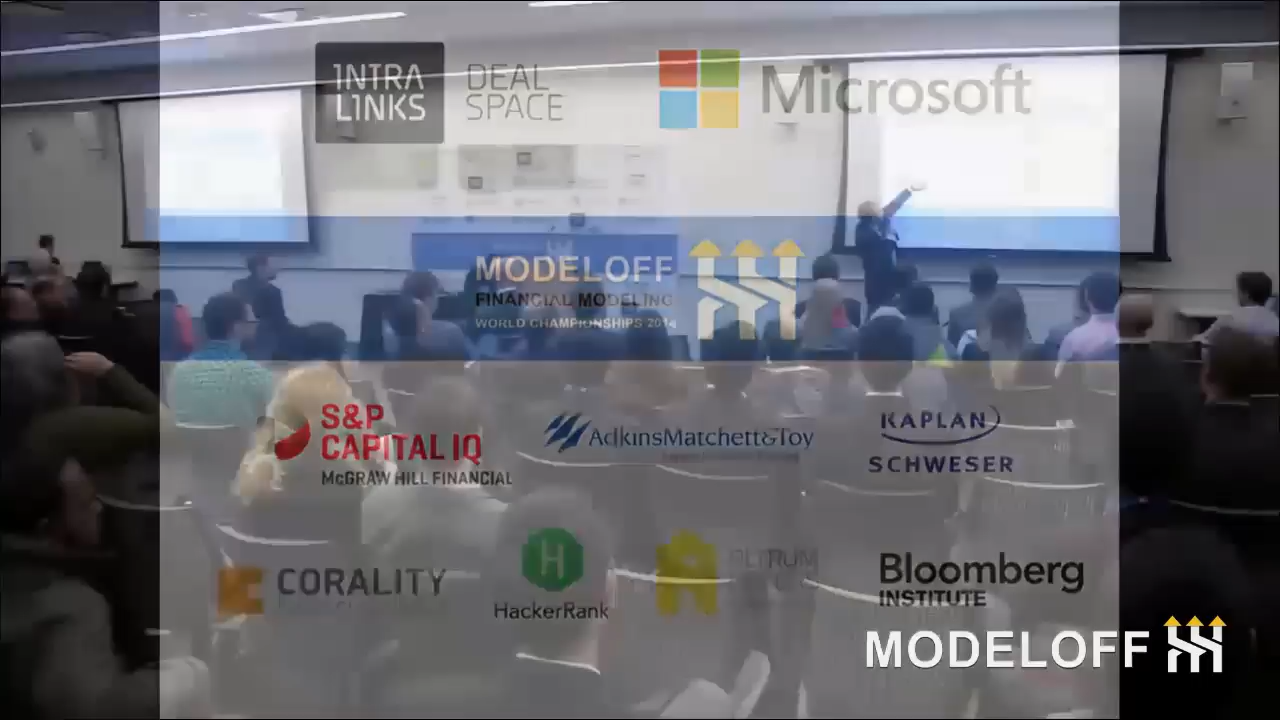 INTRA
LINKS
DEAL
SPACE
Microsoft
MODELOFF
FINANCIAL MODELING
WORLD CHAMPIONSHIPS 2014
S&P
CAPITAL IQ
McGRAW HILL FINANCIAL
AdkinsMatchett&Toy
KAPLAN
SCHWESER
CORALITY
H
HackerRank
Bloomberg
INSTITUTE
MODELOFF